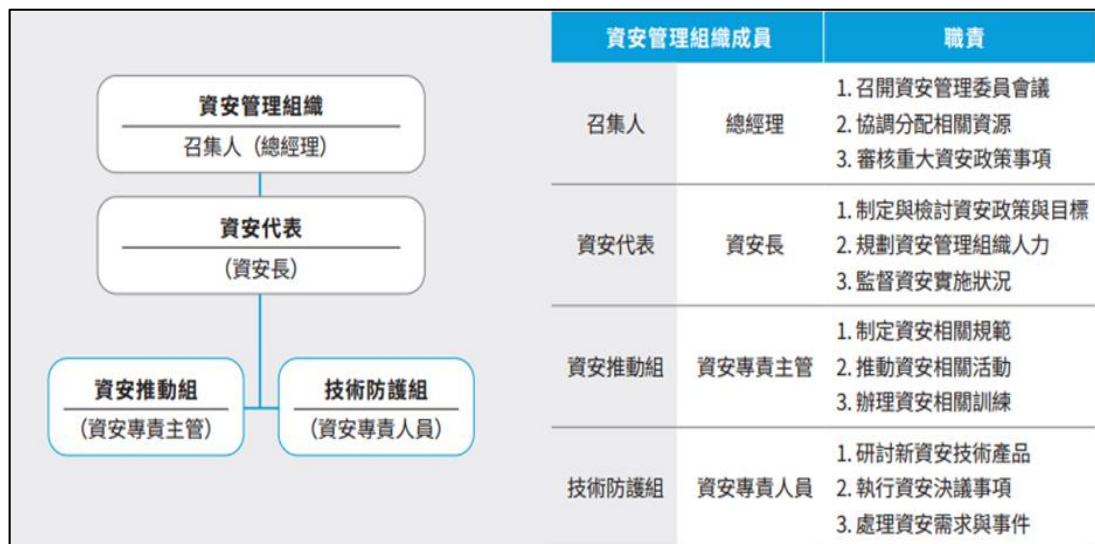 資安管理組織
召集人（總經理）
資安代表
（資安長）
資安推動組
（資安專責主管）
技術防護組
（資安專責人員）
資安管理組織成員
職責
召集人
總經理
1. 召開資安管理委員會議
2. 協調分配相關資源
3. 審核重大資安政策事項
資安代表
資安長
1. 制定與檢討資安政策與目標
2. 規劃資安管理組織人力
3. 監督資安實施狀況
資安推動組
資安專責主管
1. 制定資安相關規範
2. 推動資安相關活動
3. 辦理資安相關訓練
技術防護組
資安專責人員
1. 研討新資安技術產品
2. 執行資安決議事項
3. 處理資安需求與事件